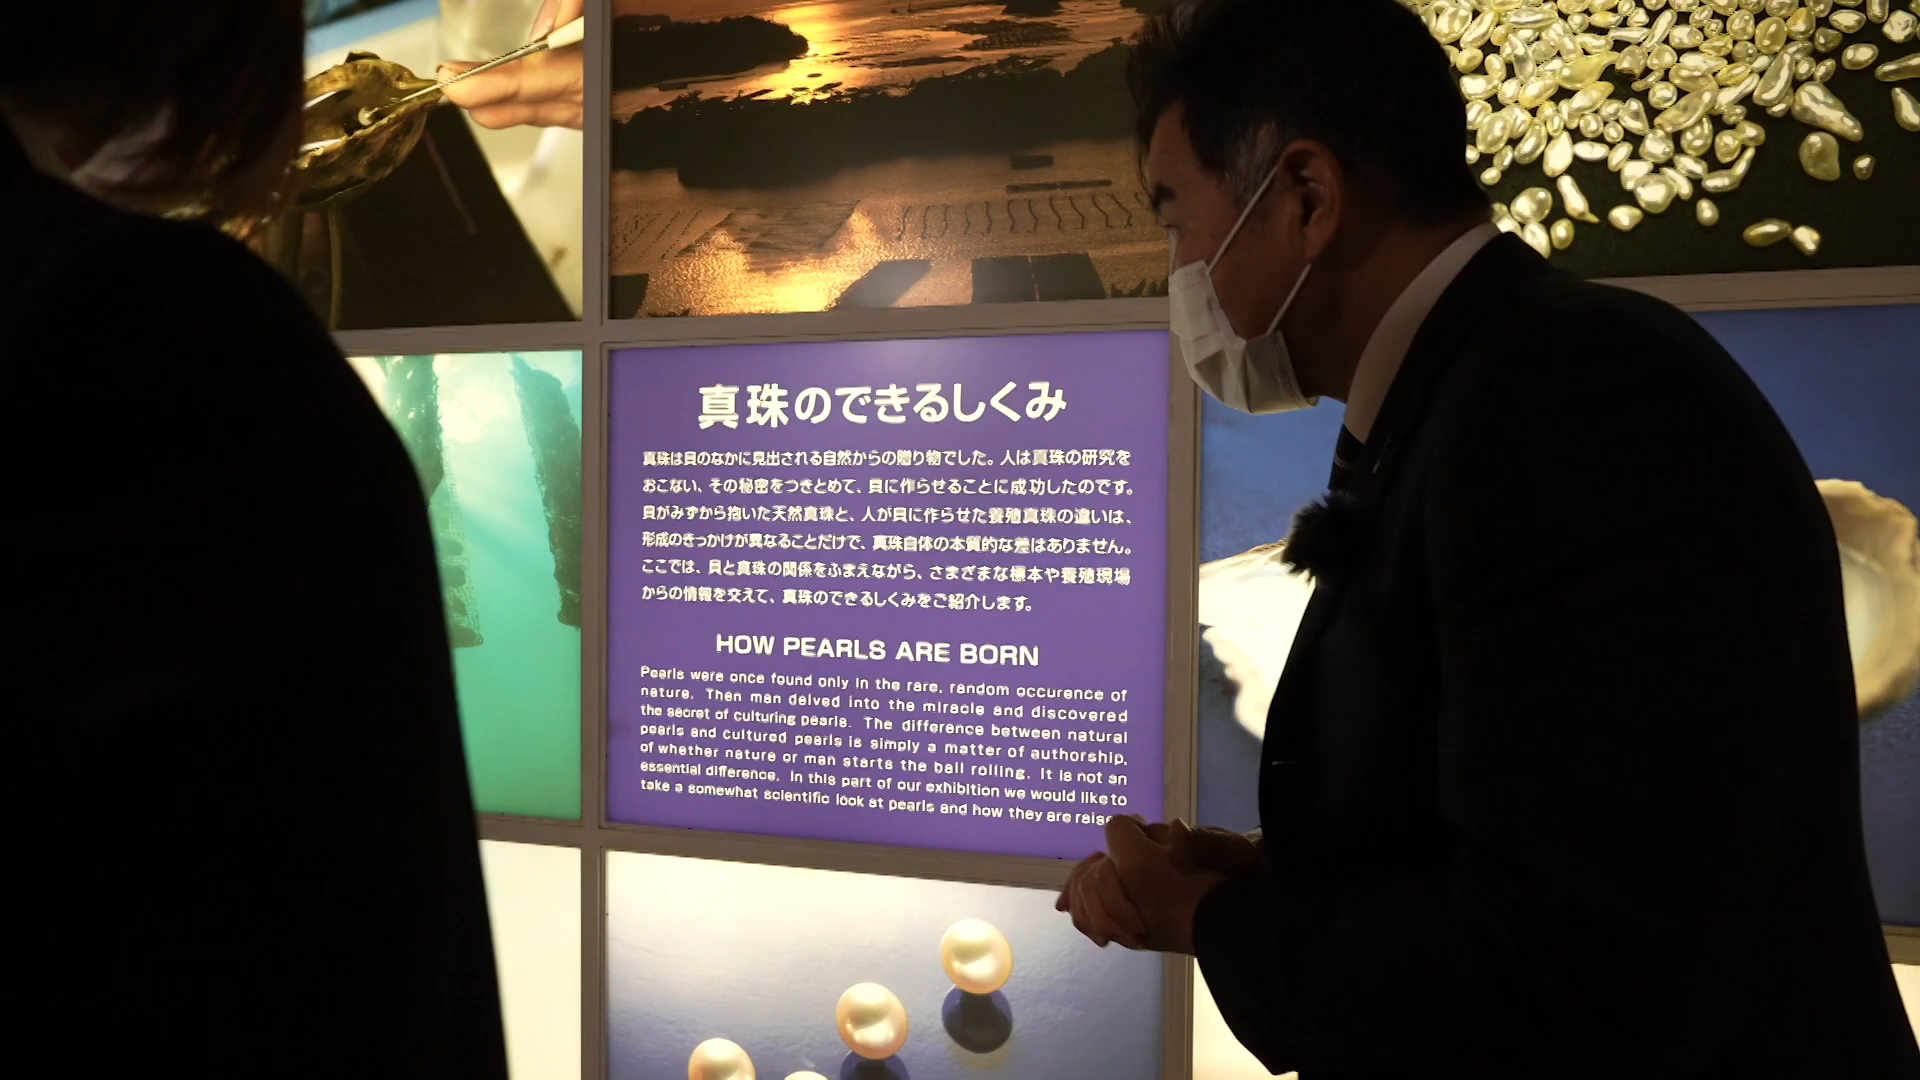 真珠のできるしくみ
真珠は貝のなかに見出される自然からの贈り物でした。人は真珠の研究を
おこない、その秘密をつきとめて、貝に作らせることに成功したのです。
貝がみずから抱いた天然真珠と、人が貝に作らせた養殖真珠の違いは、
形成のきっかけが異なることだけで、真珠自体の本質的な差はありません。
ここでは、貝と真珠の関係をふまえながら、さまざまな標本や養殖現場
からの情報を交えて、真珠のできるしくみをご紹介します。
HOW PEARLS ARE BORN
Pearls were once found only in the rare, random occurence of
nature. Then man delved into the miracle and discovered
the secret of culturing pearls. The difference between natural
pearls and cultured pearls is simply a matter of authorship,
of whether nature or man starts the ball rolling. It is not an
essential difference. In this part of our exhibition we would like to
take a somewhat scientific look at pearls and how they are raise